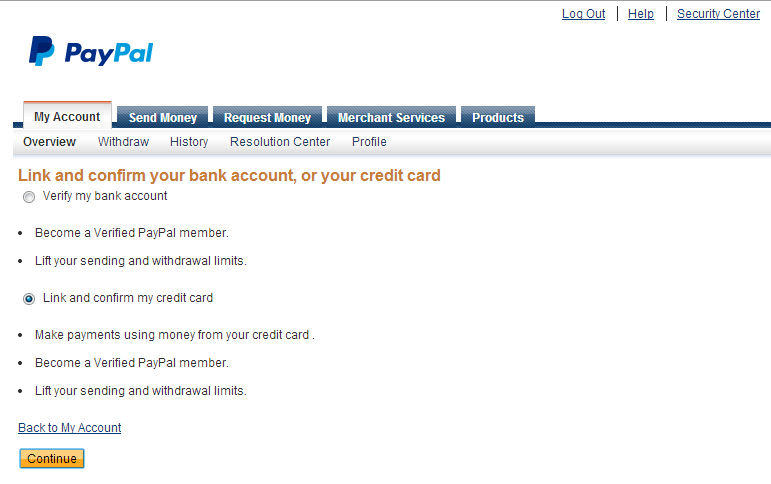 Log Out | Help | Security Center
PayPal
My Account Send Money Request Money Merchant Services Products
Overview Withdraw History Resolution Center Profile
Link and confirm your bank account, or your credit card
Verify my bank account
• Become a Verified PayPal member.
• Lift your sending and withdrawal limits.
Link and confirm my credit card
• Make payments using money from your credit card .
• Become a Verified PayPal member.
• Lift your sending and withdrawal limits.
Back to My Account
Continue